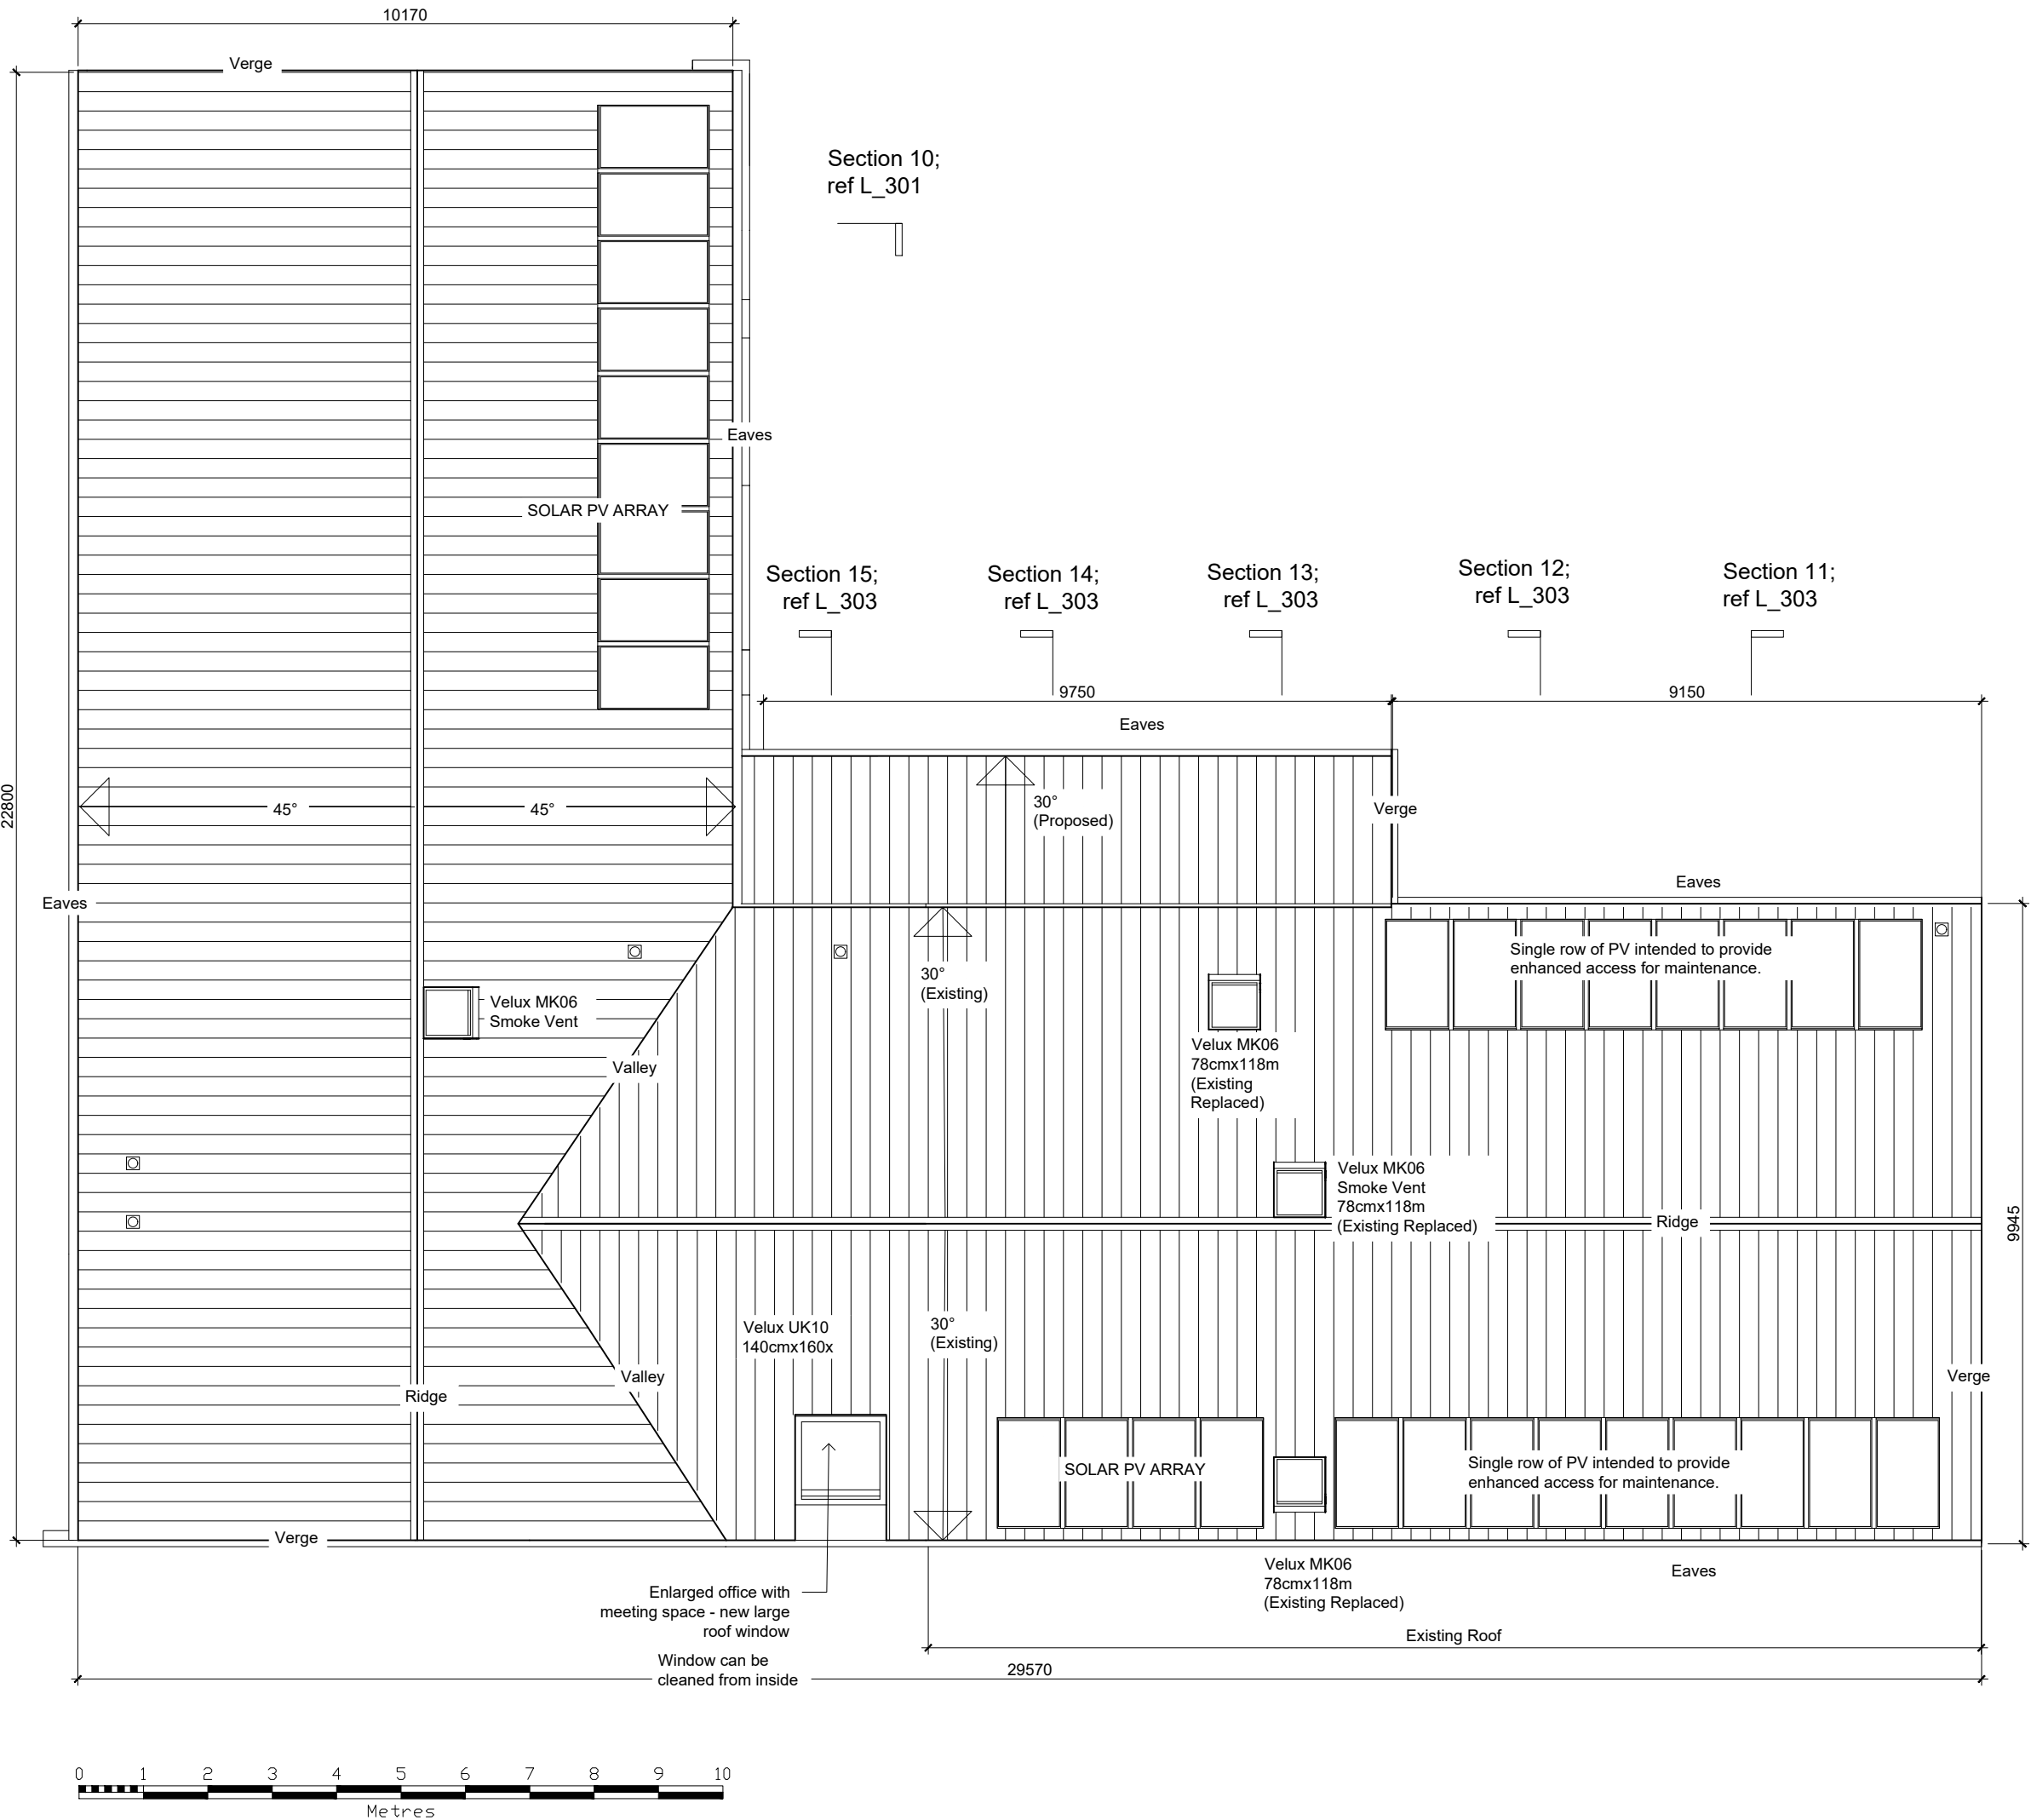 10170
Verge
Section 10;
ref L_301
Eaves
SOLAR PV ARRAY
Section 15;
ref L_303
Section 14;
ref L_303
Section 13;
ref L_303
Section 12;
ref L_303
Section 11;
ref L_303
9750
9150
Eaves
22800
45°
45°
30°
(Proposed)
Verge
Eaves
Eaves
30°
(Existing)
Single row of PV intended to provide
enhanced access for maintenance.
Velux MK06
Smoke Vent
Velux MK06
78cmx118m
(Existing
Replaced)
Valley
Velux MK06
Smoke Vent
78cmx118m
(Existing Replaced)
Ridge
9945
Velux UK10
140cmx160x
30°
(Existing)
Valley
Ridge
Verge
SOLAR PV ARRAY
Single row of PV intended to provide
enhanced access for maintenance.
Verge
Velux MK06
78cmx118m
(Existing Replaced)
Eaves
Enlarged office with
meeting space - new large
roof window
Existing Roof
Window can be
cleaned from inside
29570
0 1 2 3 4 5 6 7 8 9 10
Metres